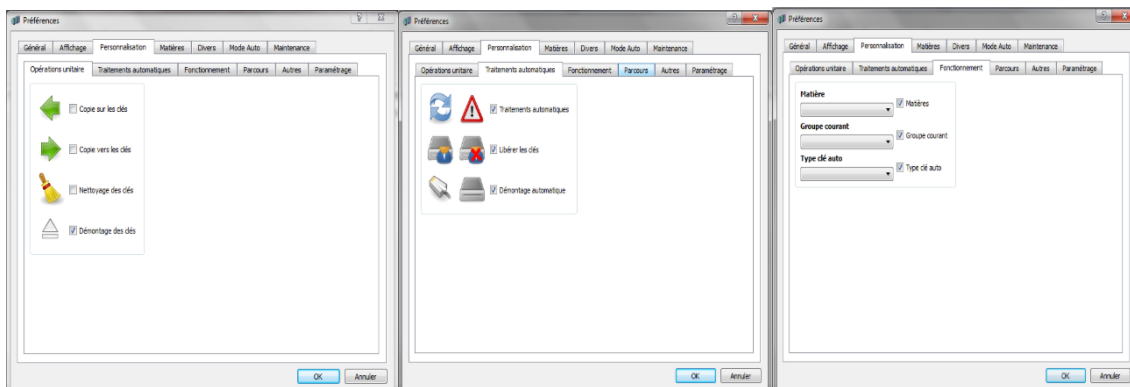 Préférences
Général Affichage Personnalisation Matières Divers Mode Auto Maintenance
Opérations unitaire Traitements automatiques Fonctionnement Parcours Autres Paramétrage
Copie sur les clés
Copie vers les clés
Nettoyage des clés
Démontage des clés
OK Annuler
Préférences
Général Affichage Personnalisation Matières Divers Mode Auto Maintenance
Opérations unitaire Traitements automatiques Fonctionnement Parcours Autres Paramétrage
Traitements automatiques
Libérer les clés
Démontage automatique
OK Annuler
Préférences
Général Affichage Personnalisation Matières Divers Mode Auto Maintenance
Opérations unitaire Traitements automatiques Fonctionnement Parcours Autres Paramétrage
Matière
Matières
Groupe courant
Groupe courant
Type clé auto
Type clé auto
OK Annuler